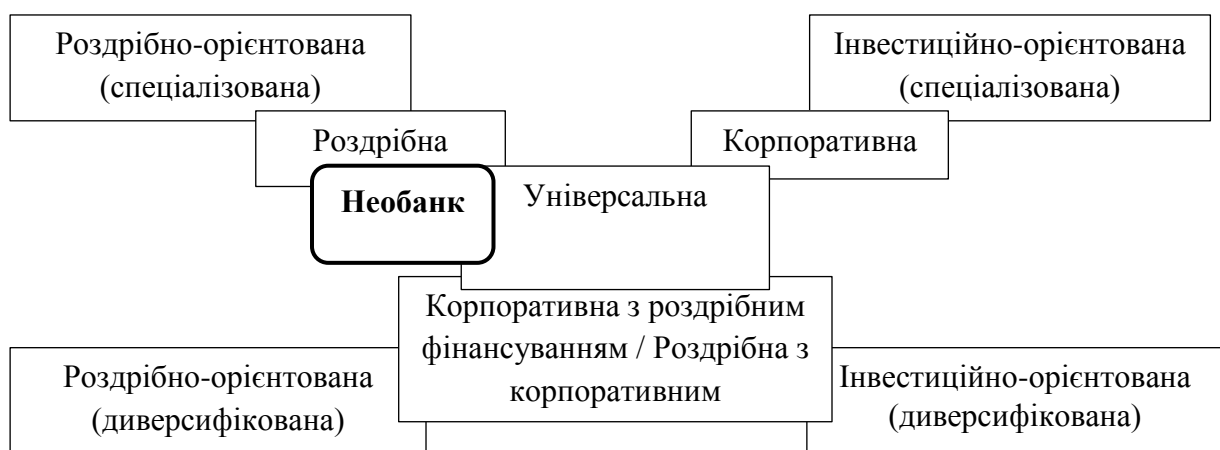 Роздрібно-орієнтована
(спеціалізована)
Інвестиційно-орієнтована
(спеціалізована)
Роздрібна
Корпоративна
Необанк
Універсальна
Корпоративна з роздрібним
фінансуванням / Роздрібна з
корпоративним
Роздрібно-орієнтована
(диверсифікована)
Інвестиційно-орієнтована
(диверсифікована)